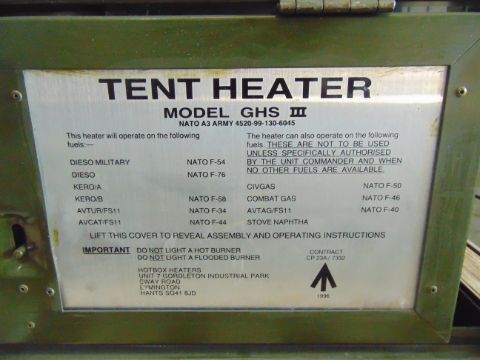 TENT HEATER
MODEL GHS III
NATO A3 ARMY 4520-99-130-6045
This heater will operate on the following
fuels:—
DIESO MILITARY NATO F-54
DIESO NATO F-76
KERO/A
KERO/B NATO F-58
AVTUR/FS11 NATO F-34
AVCAT/FS11 NATO F-44
The heater can also operate on the following
fuels. THESE ARE NOT TO BE USED
UNLESS SPECIFICALLY AUTHORISED
BY THE UNIT COMMANDER AND WHEN
NO OTHER FUELS ARE AVAILABLE.
CIVGAS NATO F-50
COMBAT GAS NATO F-46
AVTAG/FS11 NATO F-40
STOVE NAPHTHA
LIFT THIS COVER TO REVEAL ASSEMBLY AND OPERATING INSTRUCTIONS
IMPORTANT DO NOT LIGHT A HOT BURNER
DO NOT LIGHT A FLOODED BURNER
HOTBOX HEATERS
UNIT 7 GORDLETON INDUSTRIAL PARK
SWAY ROAD
LYMINGTON
HANTS SO41 8JD
CONTRACT
CP 23A / 7302
1996